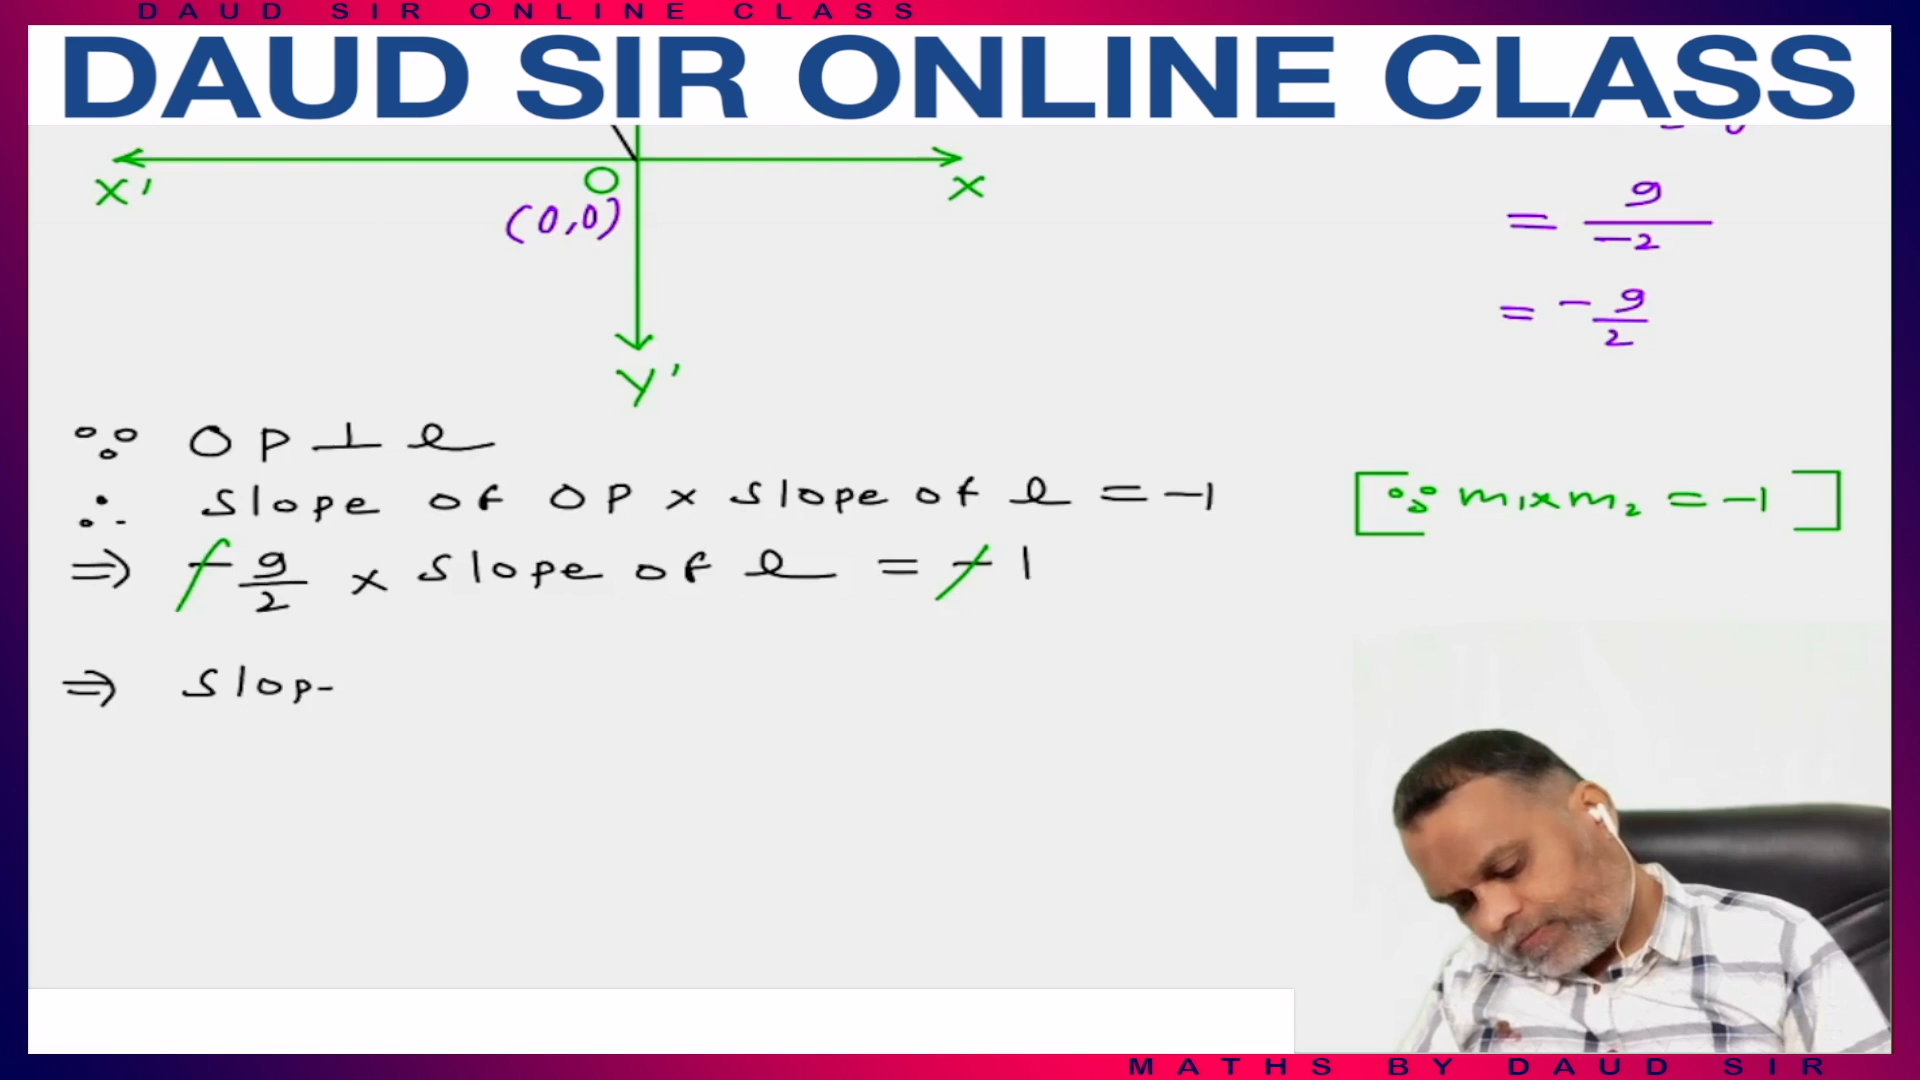 DAUD SIR ONLINE CLASS
DAUD SIR ONLINE CLASS
X' O X
(0,0)
= 9/-2
= -9/2
Y'
∵ OP ⊥ l
∴ slope of OP × slope of l = -1 [∵ m₁×m₂ = -1]
⇒ -9/2 × slope of l = -1
⇒ Slop-
MATHS BY DAUD SIR